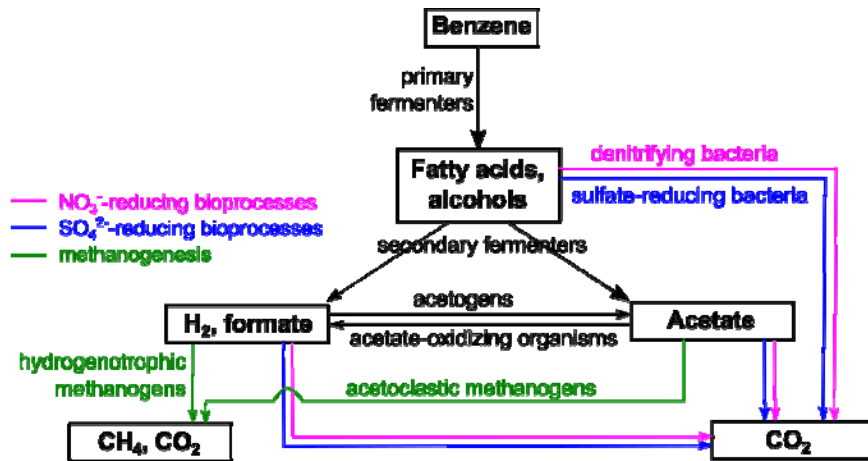 Benzene
primary
fermenters
Fatty acids,
alcohols
denitrifying bacteria
sulfate-reducing bacteria
NO₃⁻-reducing bioprocesses
SO₄²⁻-reducing bioprocesses
methanogenesis
secondary fermenters
H₂, formate
acetogens
acetate-oxidizing organisms
Acetate
hydrogenotrophic
methanogens
acetoclastic methanogens
CH₄, CO₂
CO₂